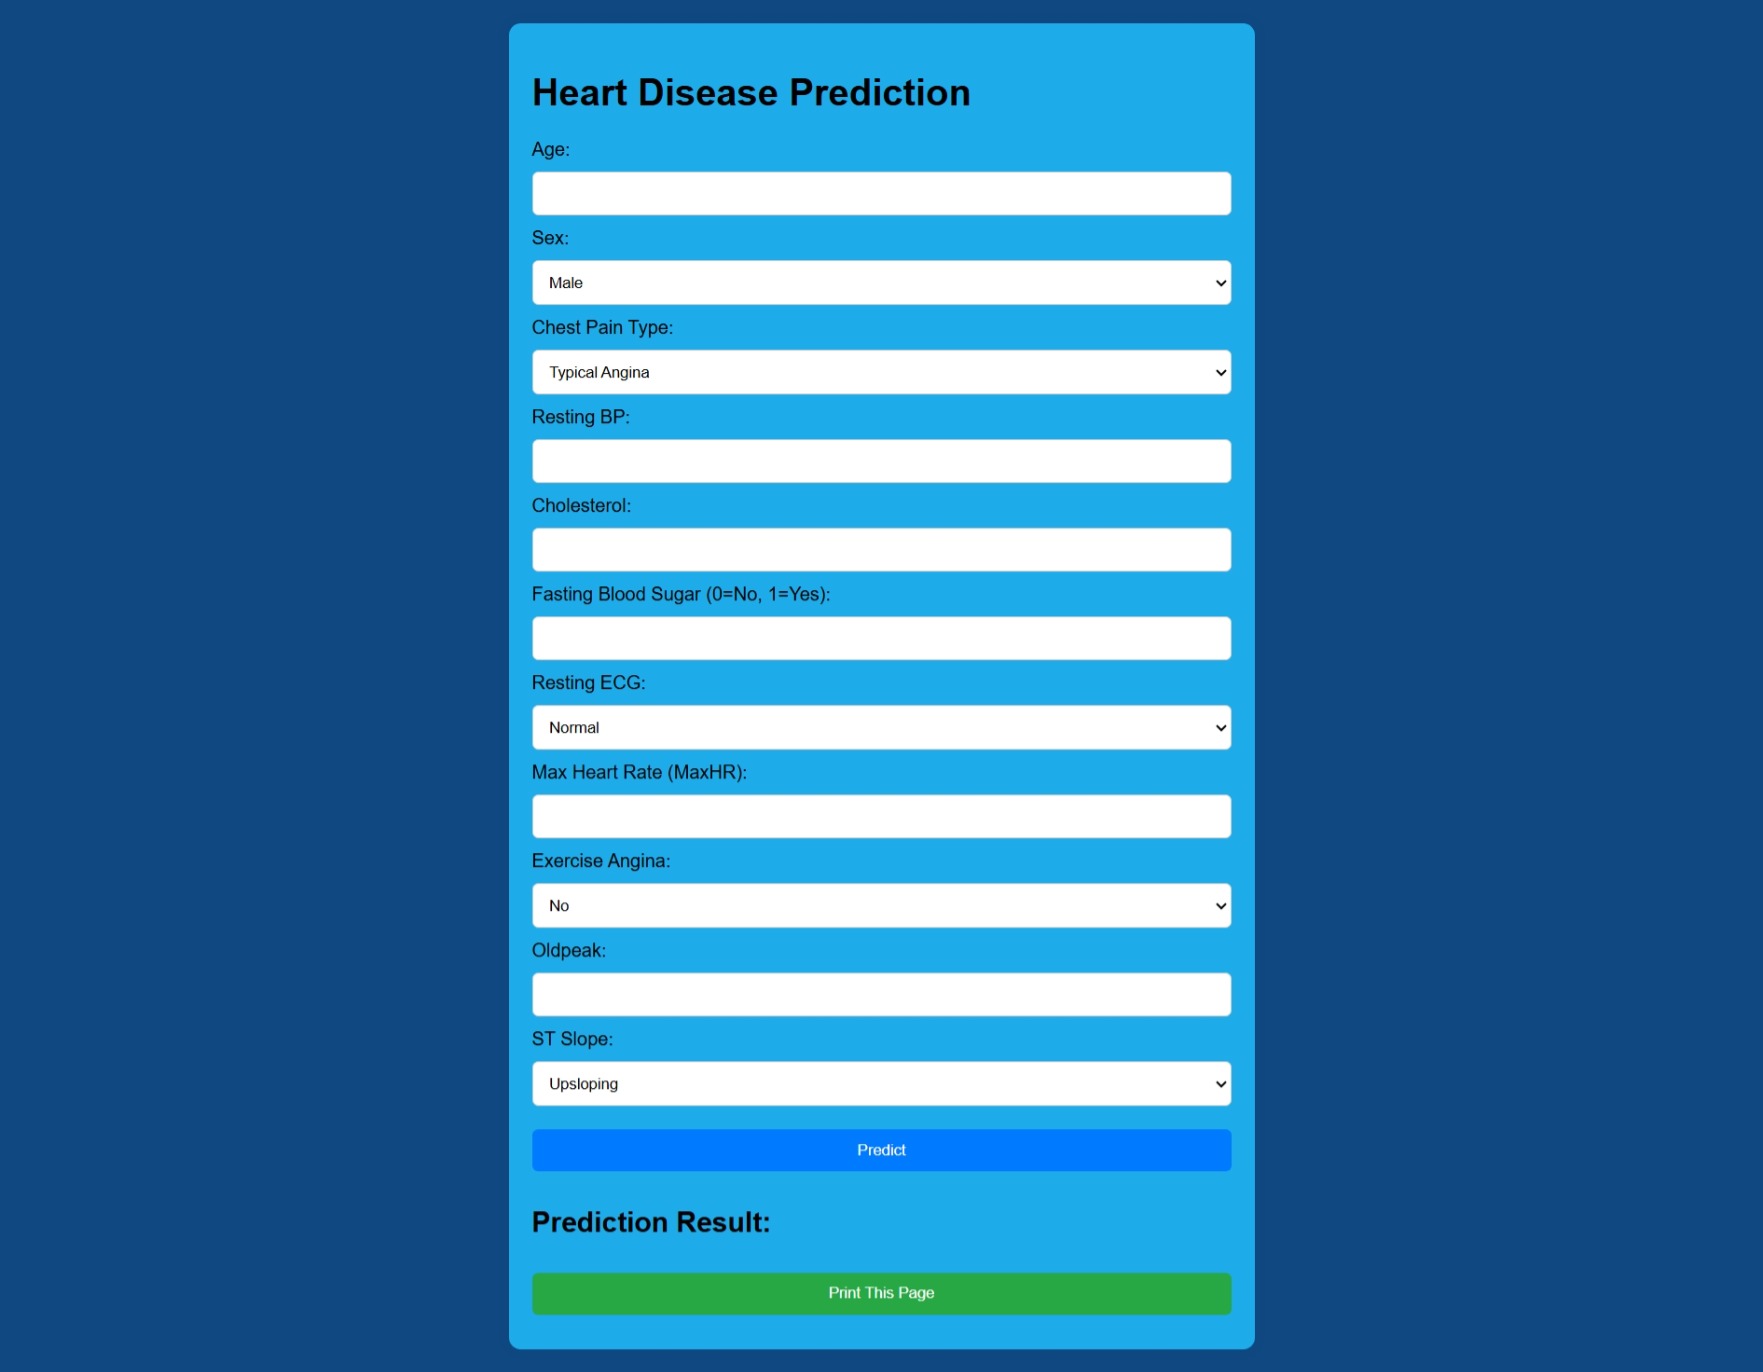 Heart Disease Prediction
Age:
Sex:
Male
Chest Pain Type:
Typical Angina
Resting BP:
Cholesterol:
Fasting Blood Sugar (0=No, 1=Yes):
Resting ECG:
Normal
Max Heart Rate (MaxHR):
Exercise Angina:
No
Oldpeak:
ST Slope:
Upsloping
Predict
Prediction Result:
Print This Page